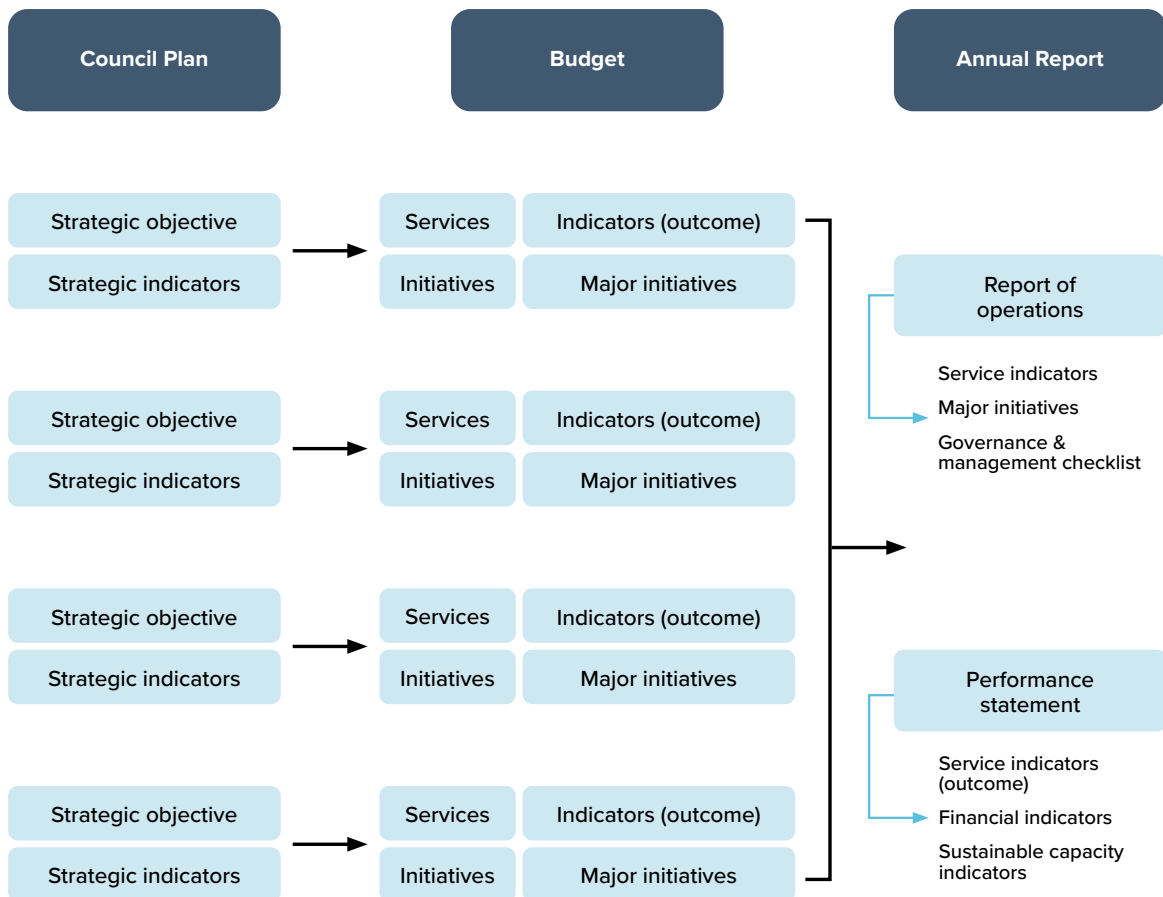 Council Plan
Budget
Annual Report
Strategic objective
Strategic indicators
Services
Indicators (outcome)
Initiatives
Major initiatives
Strategic objective
Strategic indicators
Services
Indicators (outcome)
Initiatives
Major initiatives
Strategic objective
Strategic indicators
Services
Indicators (outcome)
Initiatives
Major initiatives
Strategic objective
Strategic indicators
Services
Indicators (outcome)
Initiatives
Major initiatives
Report of
operations
Service indicators
Major initiatives
Governance &
management checklist
Performance
statement
Service indicators
(outcome)
Financial indicators
Sustainable capacity
indicators